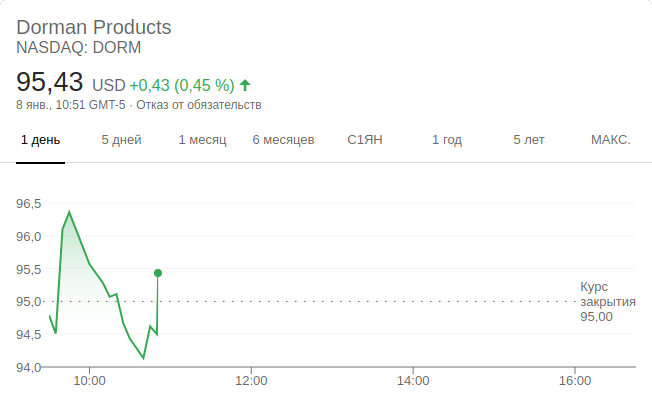 Dorman Products
NASDAQ: DORM
95,43 USD +0,43 (0,45 %)
8 янв., 10:51 GMT-5 · Отказ от обязательств
1 день 5 дней 1 месяц 6 месяцев С1ЯН 1 год 5 лет МАКС.
96,5
96,0
95,5
95,0
94,5
94,0
Курс
закрытия
95,00
10:00 12:00 14:00 16:00